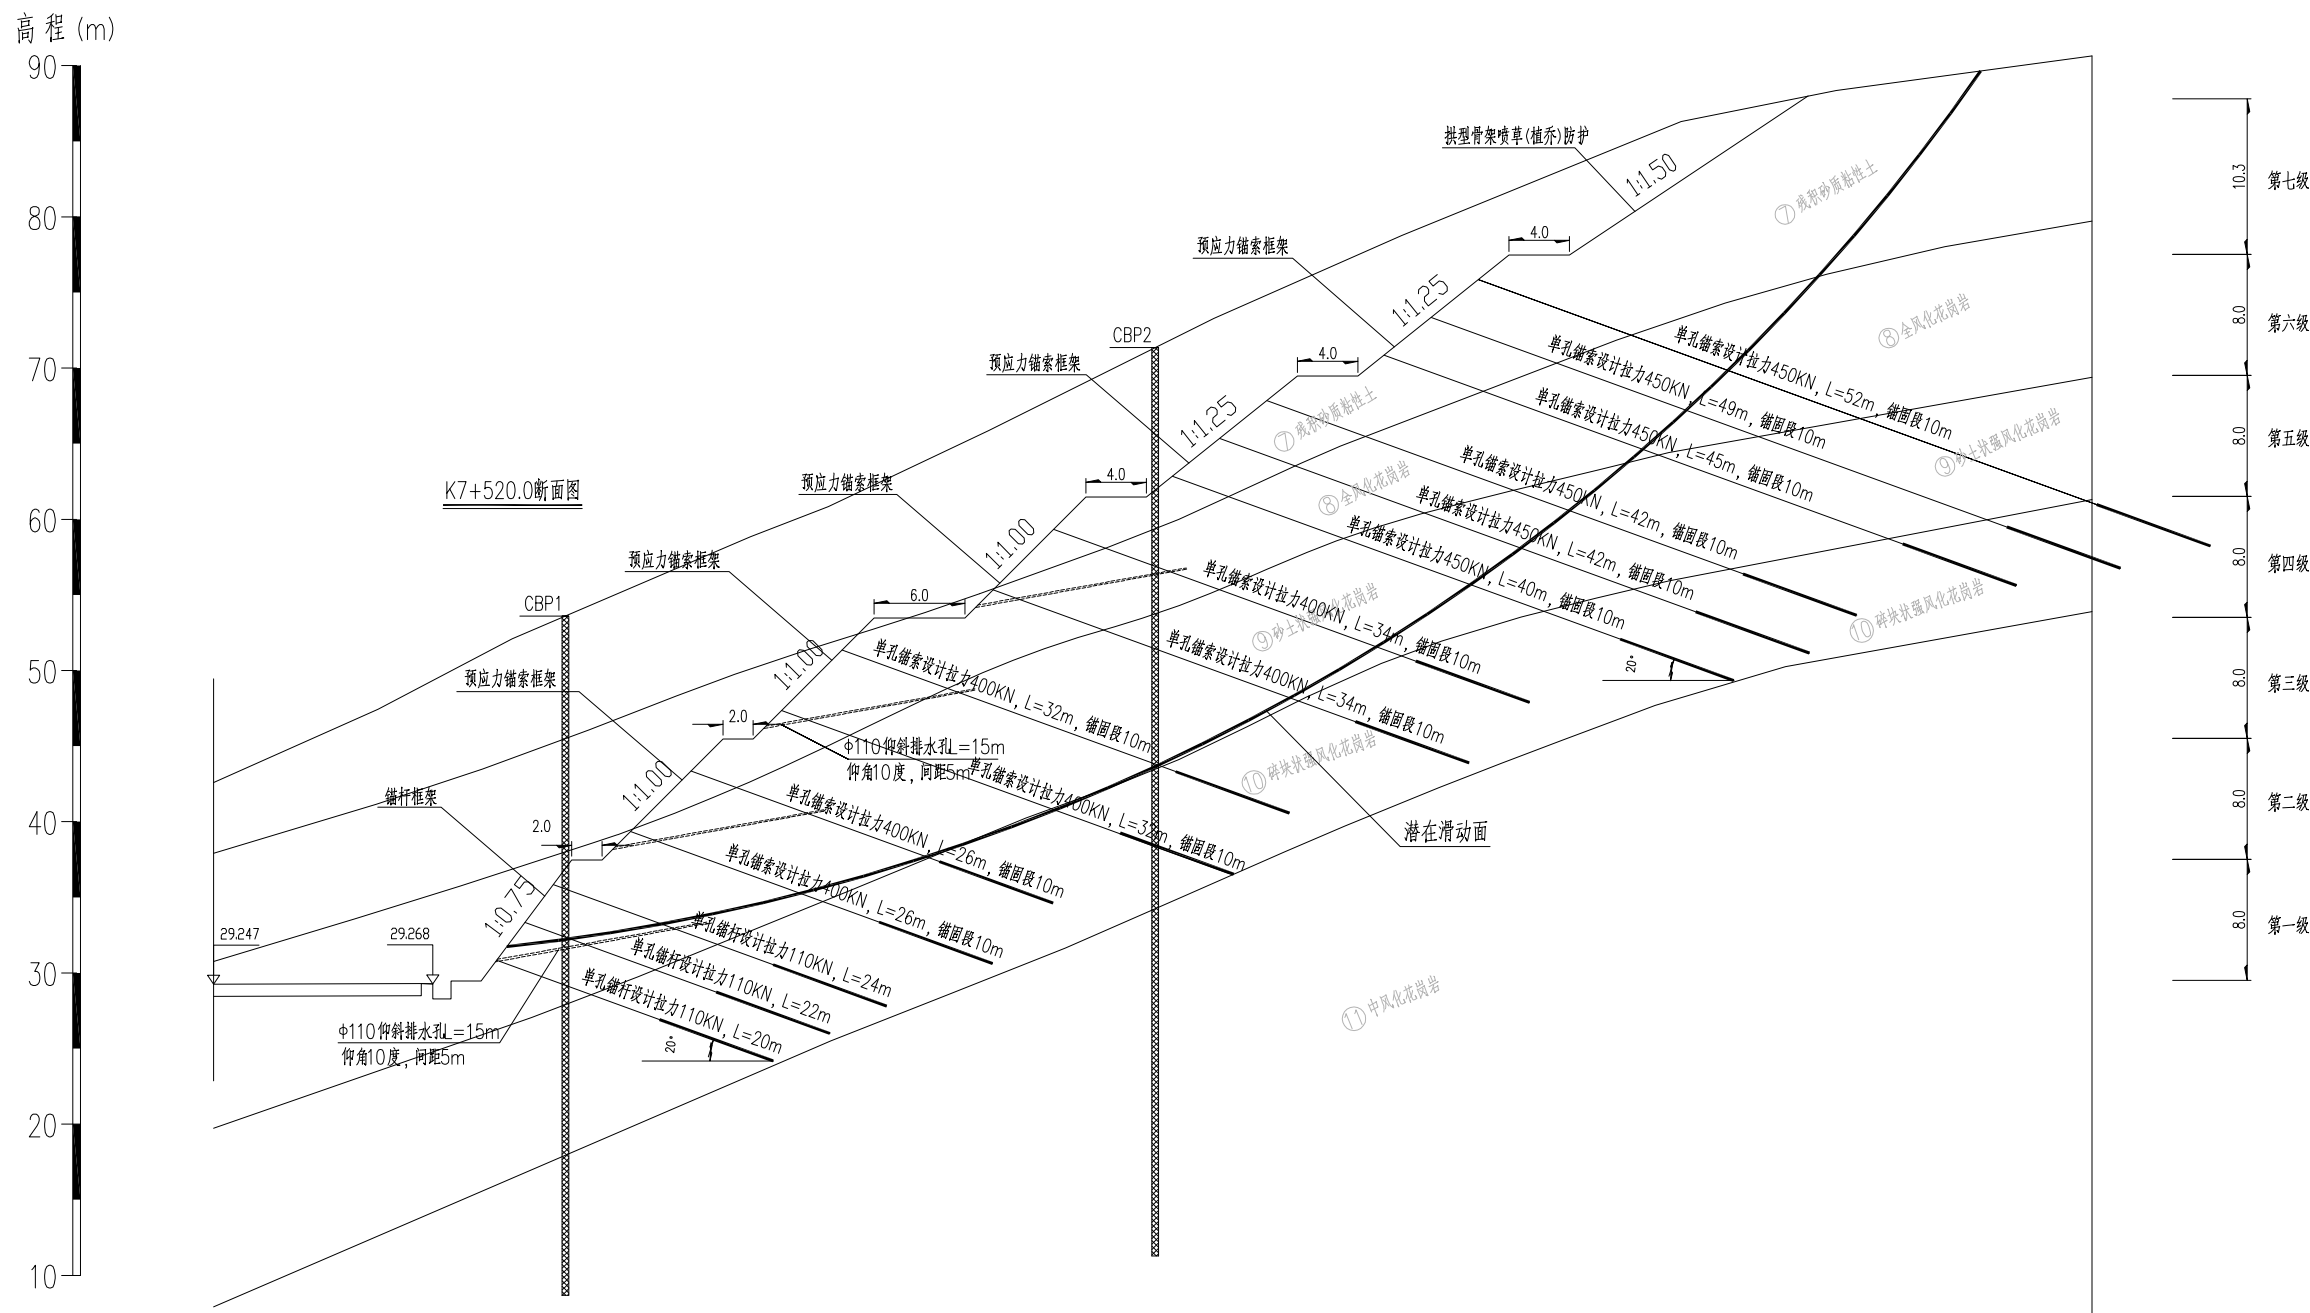 高程(m)
90
80
70
60
50
40
30
20
10
K7+520.0断面图
拱型骨架喷草(植乔)防护
1:1.50
⑦残积砂质粘性土
10.3
第七级
4.0
预应力锚索框架
1:1.25
⑧全风化花岗岩
8.0
第六级
单孔锚索设计拉力450KN, L=52m, 锚固段10m
单孔锚索设计拉力450KN, L=49m, 锚固段10m
单孔锚索设计拉力450KN, L=45m, 锚固段10m
CBP2
4.0
预应力锚索框架
1:1.25
⑦残积砂质粘性土
⑨砂土状强风化花岗岩
8.0
第五级
单孔锚索设计拉力450KN, L=42m, 锚固段10m
单孔锚索设计拉力450KN, L=42m, 锚固段10m
单孔锚索设计拉力450KN, L=40m, 锚固段10m
20°
4.0
预应力锚索框架
1:1.00
⑧全风化花岗岩
8.0
第四级
单孔锚索设计拉力400KN, L=34m, 锚固段10m
单孔锚索设计拉力400KN, L=34m, 锚固段10m
⑩碎块状强风化花岗岩
CBP1
6.0
预应力锚索框架
1:1.00
⑨砂土状强风化花岗岩
8.0
第三级
单孔锚索设计拉力400KN, L=32m, 锚固段10m
单孔锚索设计拉力400KN, L=32m, 锚固段10m
2.0
Φ110仰斜排水孔L=15m
仰角10度, 间距5m
预应力锚索框架
1:1.00
⑩碎块状强风化花岗岩
8.0
第二级
单孔锚索设计拉力400KN, L=26m, 锚固段10m
单孔锚索设计拉力400KN, L=26m, 锚固段10m
潜在滑动面
2.0
锚杆框架
1:0.75
8.0
第一级
29.247
29.268
单孔锚杆设计拉力110KN, L=24m
单孔锚杆设计拉力110KN, L=22m
单孔锚杆设计拉力110KN, L=20m
20°
⑪中风化花岗岩
Φ110仰斜排水孔L=15m
仰角10度, 间距5m